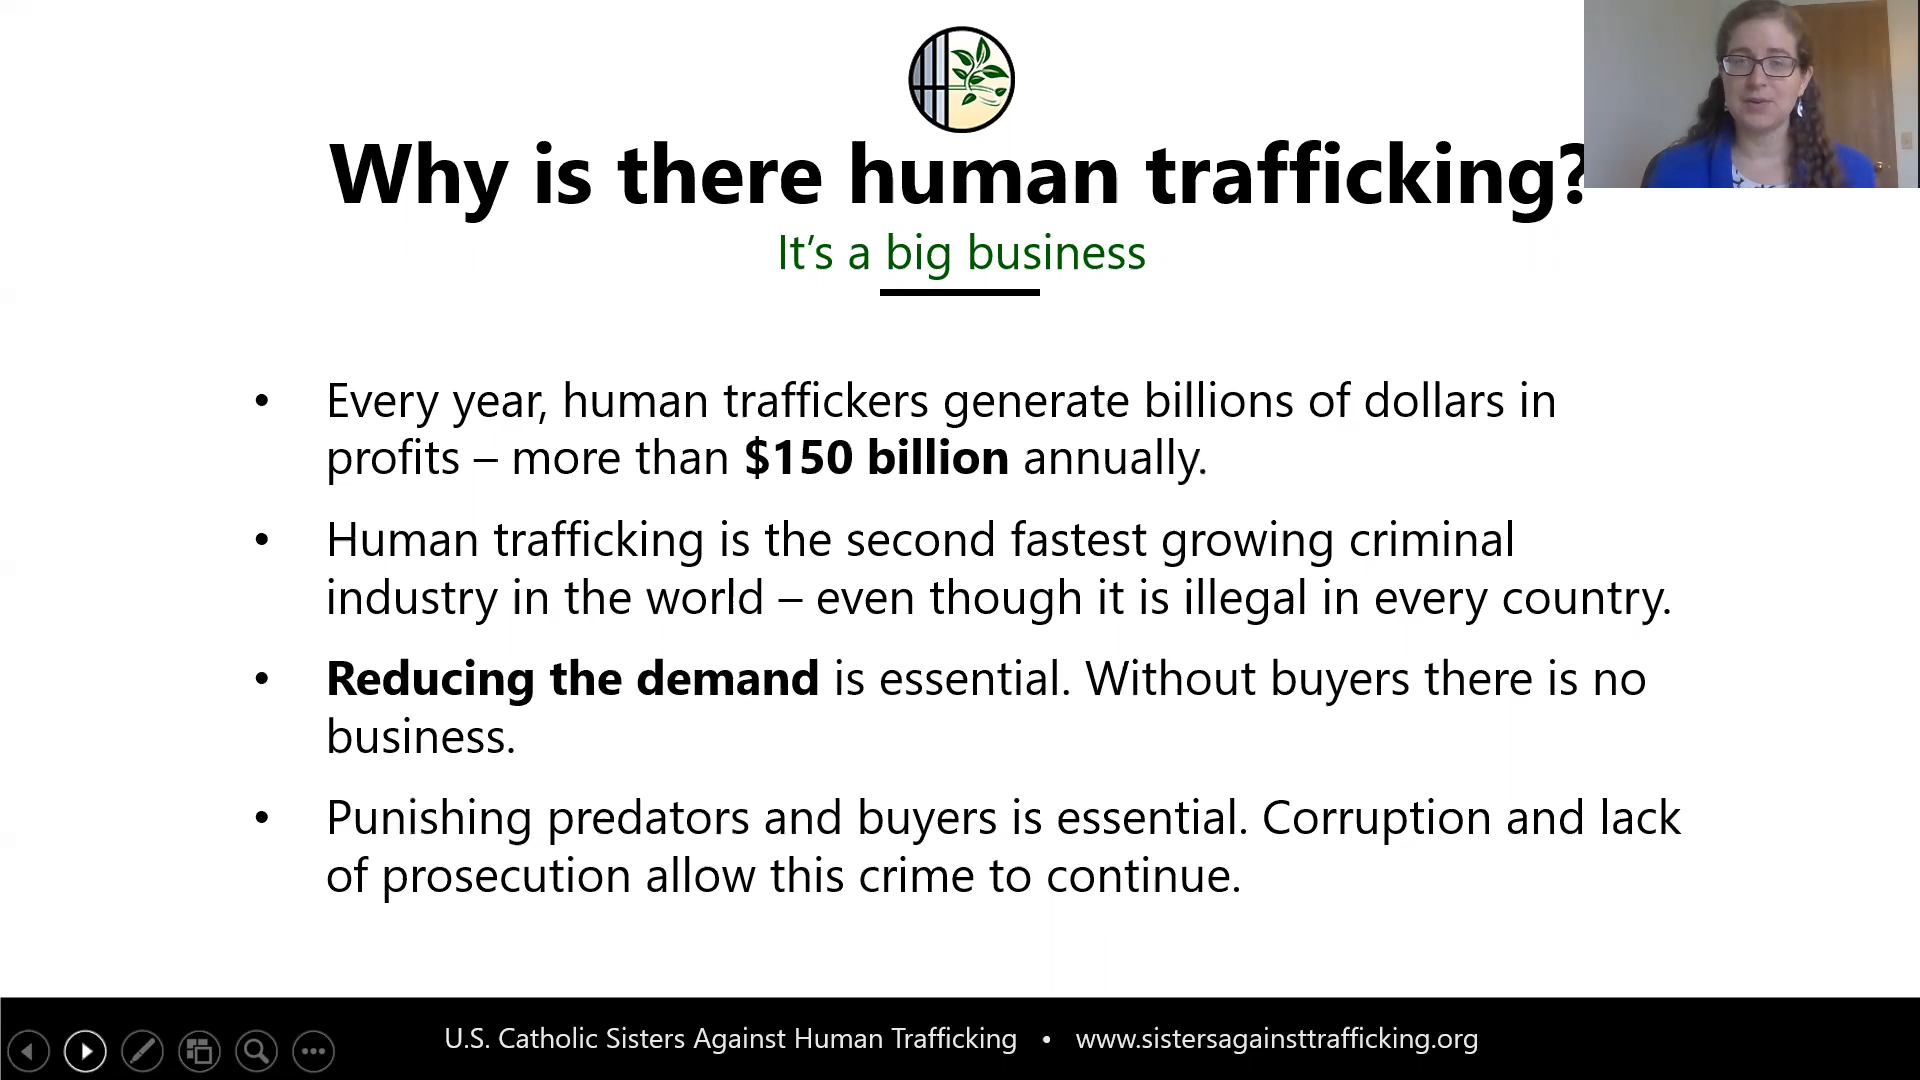 Why is there human trafficking?
It’s a big business
• Every year, human traffickers generate billions of dollars in
profits – more than $150 billion annually.
• Human trafficking is the second fastest growing criminal
industry in the world – even though it is illegal in every country.
• Reducing the demand is essential. Without buyers there is no
business.
• Punishing predators and buyers is essential. Corruption and lack
of prosecution allow this crime to continue.
U.S. Catholic Sisters Against Human Trafficking • www.sistersagainsttrafficking.org